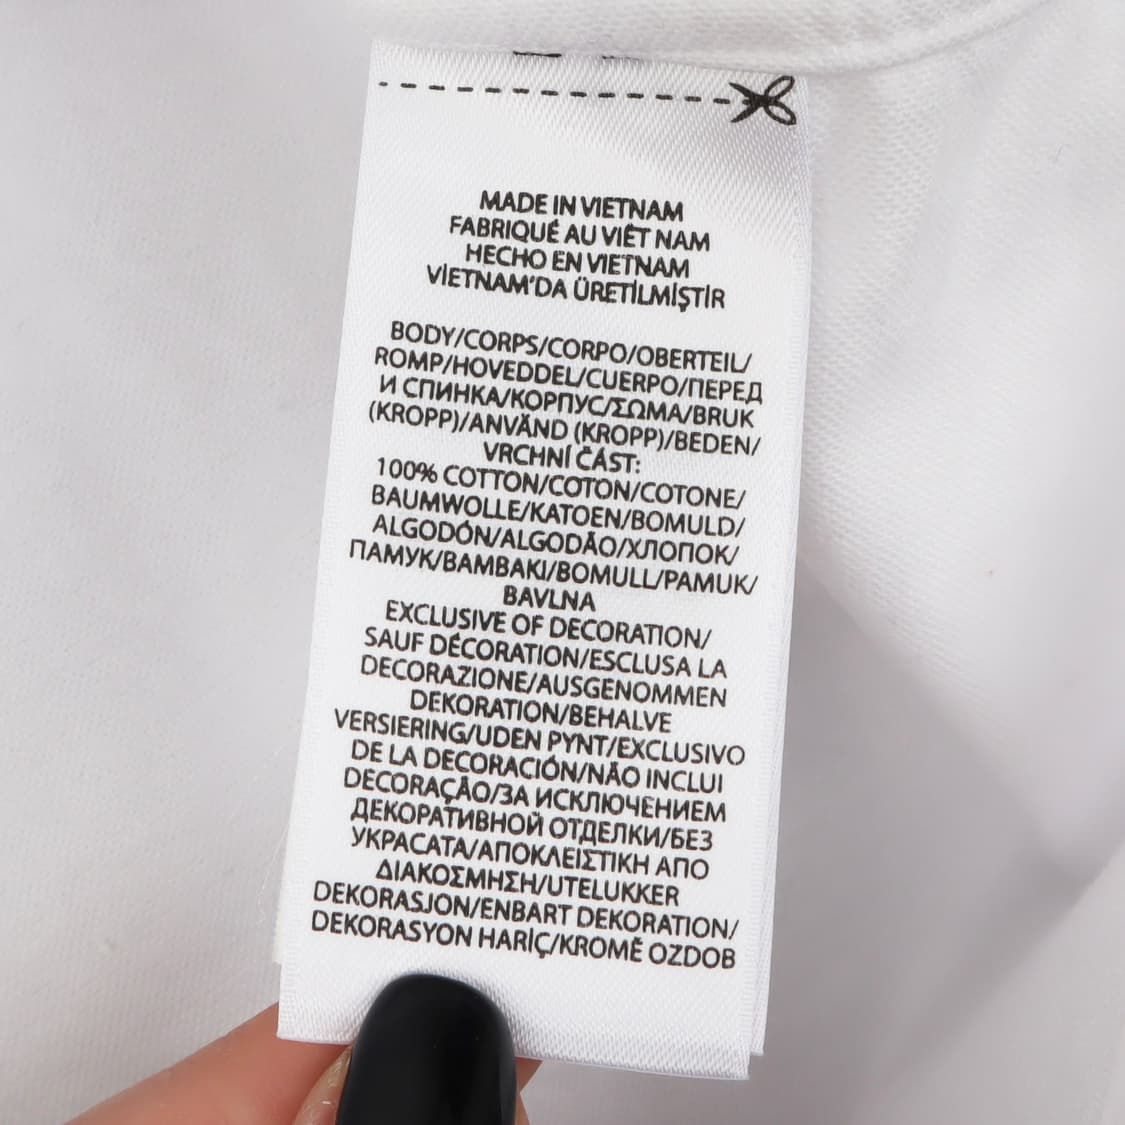 MADE IN VIETNAM
FABRIQUÉ AU VIÊT NAM
HECHO EN VIETNAM
VİETNAM'DA ÜRETİLMİŞTİR
BODY/CORPS/CORPO/OBERTEIL/
ROMP/HOVEDDEL/CUERPO/ПЕРЕД
И СПИНКА/КОРПУС/ΣΩΜΑ/BRUK
(KROPP)/ANVÄND (KROPP)/BEDEN/
VRCHNÍ ČÁST:
100% COTTON/COTON/COTONE/
BAUMWOLLE/KATOEN/BOMULD/
ALGODÓN/ALGODÃO/ХЛОПОК/
ПАМУК/BAMBAKI/BOMULL/PAMUK/
BAVLNA
EXCLUSIVE OF DECORATION/
SAUF DÉCORATION/ESCLUSA LA
DECORAZIONE/AUSGENOMMEN
DEKORATION/BEHALVE
VERSIERING/UDEN PYNT/EXCLUSIVO
DE LA DECORACIÓN/NÃO INCLUI
DECORAÇÃO/ЗА ИСКЛЮЧЕНИЕМ
ДЕКОРАТИВНОЙ ОТДЕЛКИ/БЕЗ
УКРАСАТА/ΑΠΟΚΛΕΙΣΤΙΚΗ ΑΠΟ
ΔΙΑΚΟΣΜΗΣΗ/UTELUKKER
DEKORASJON/ENBART DEKORATION/
DEKORASYON HARİÇ/KROMĚ OZDOB